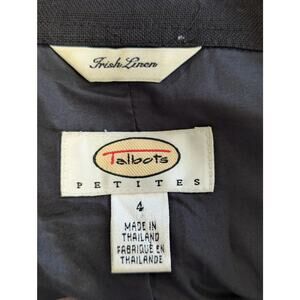 Irish Linen
Talbots
PETITES
4
MADE IN
THAILAND
FABRIQUÉ EN
THAILANDE